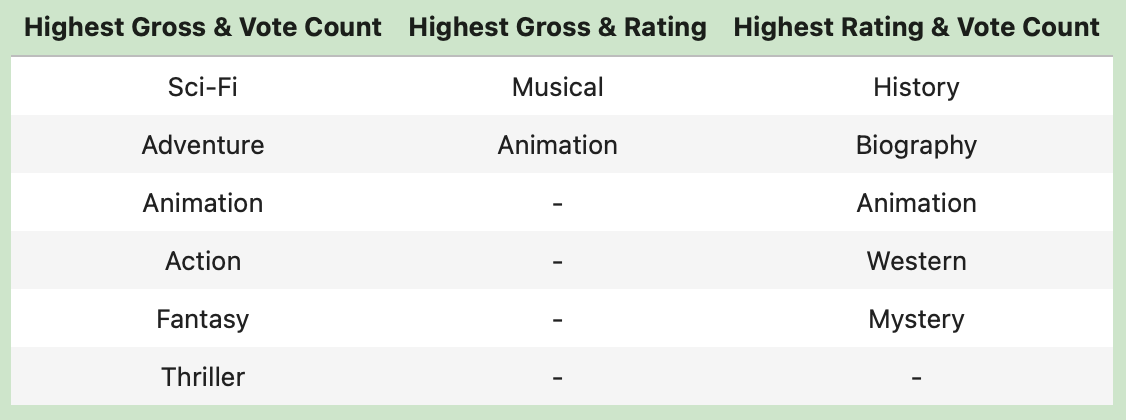 Highest Gross & Vote Count Highest Gross & Rating Highest Rating & Vote Count
Sci-Fi Musical History
Adventure Animation Biography
Animation - Animation
Action - Western
Fantasy - Mystery
Thriller - -